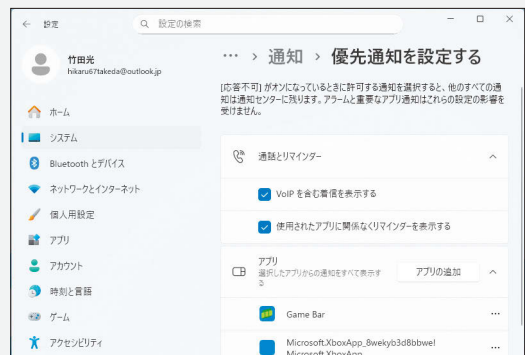 設定
設定の検索
竹田光
hikaru67takeda@outlook.jp
ホーム
システム
Bluetooth とデバイス
ネットワークとインターネット
個人用設定
アプリ
アカウント
時刻と言語
ゲーム
アクセシビリティ
… › 通知 › 優先通知を設定する
[応答不可] がオンになっているときに許可する通知を選択すると、他のすべての通
知は通知センターに残ります。アラームと重要なアプリ通知はこれらの設定の影響を
受けません。
通話とリマインダー
VoIP を含む着信を表示する
使用されたアプリに関係なくリマインダーを表示する
アプリ
選択したアプリからの通知をすべて表示す
る
アプリの追加
Game Bar
Microsoft.XboxApp_8wekyb3d8bbwe!
Microsoft.XboxApp